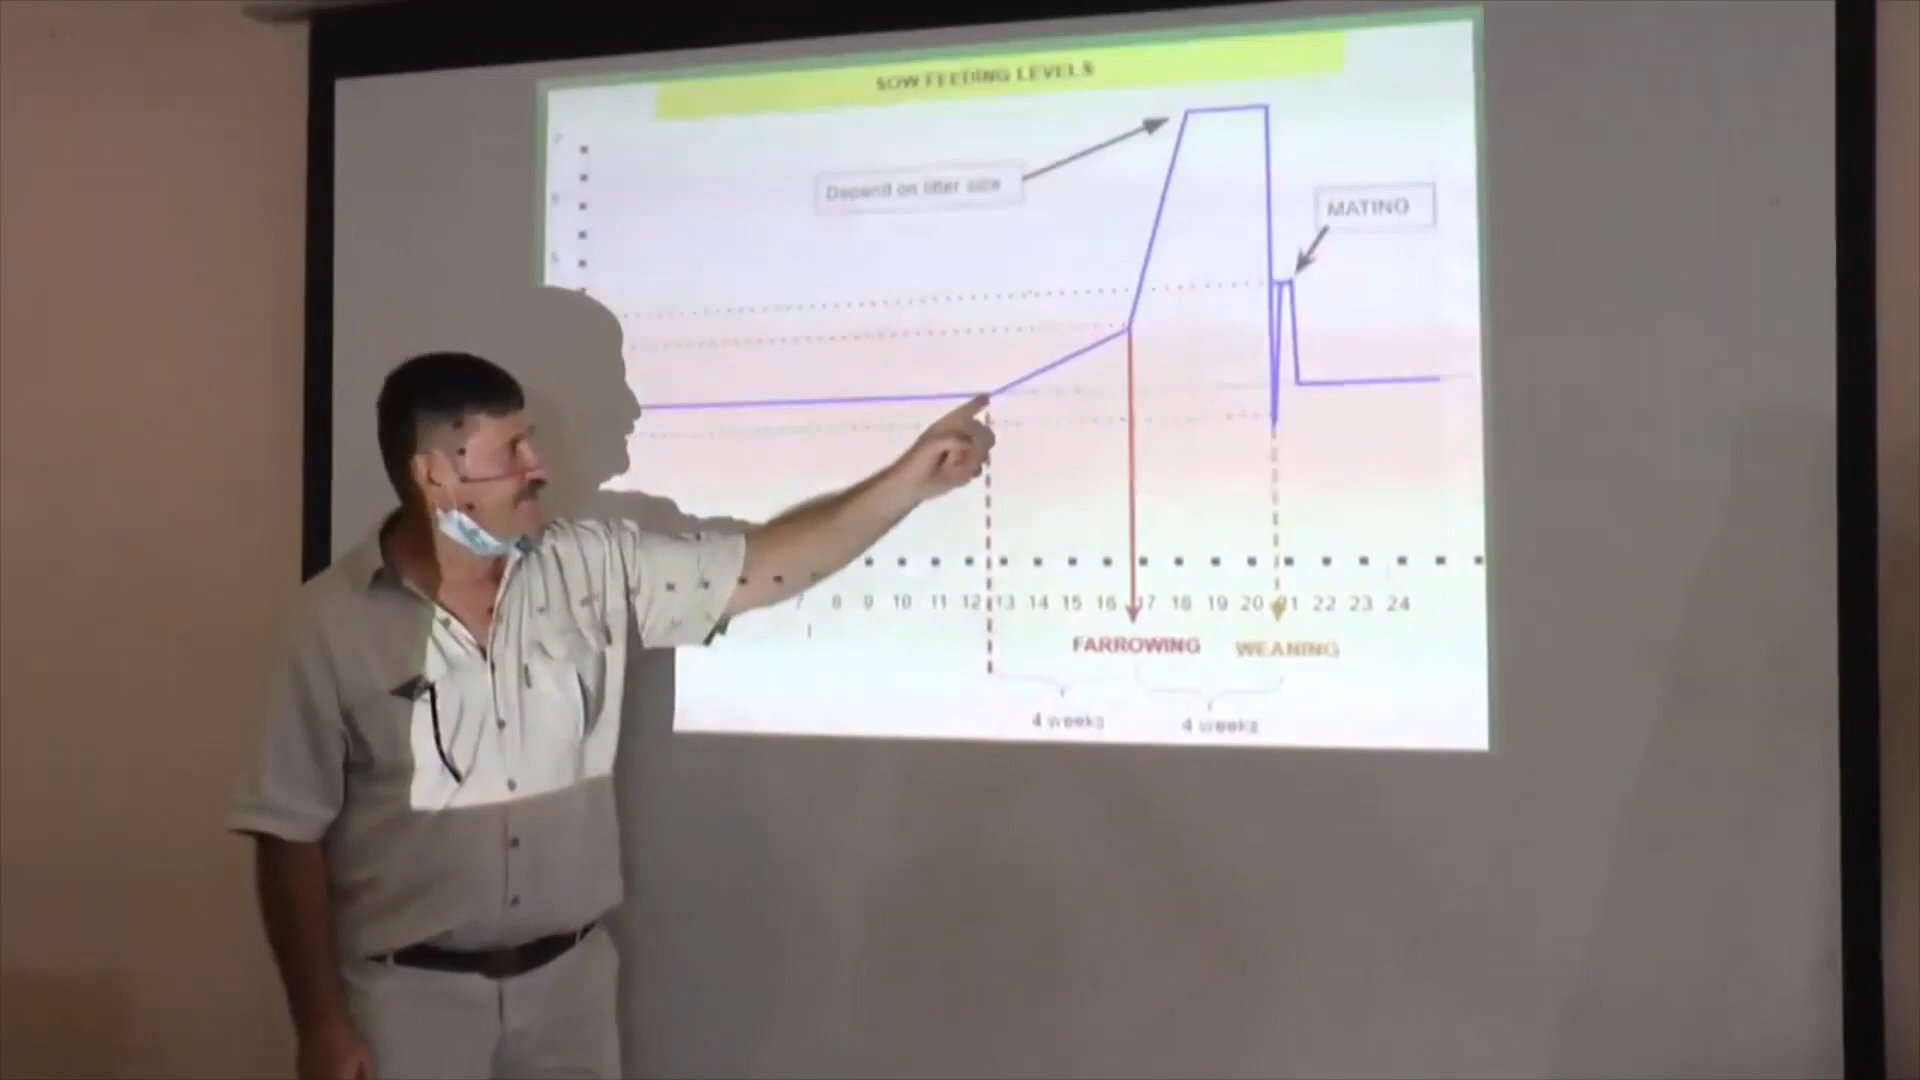 SOW FEEDING LEVELS
Depend on litter size
MATING
7 8 9 10 11 12 13 14 15 16 17 18 19 20 21 22 23 24
FARROWING WEANING
4 weeks 4 weeks